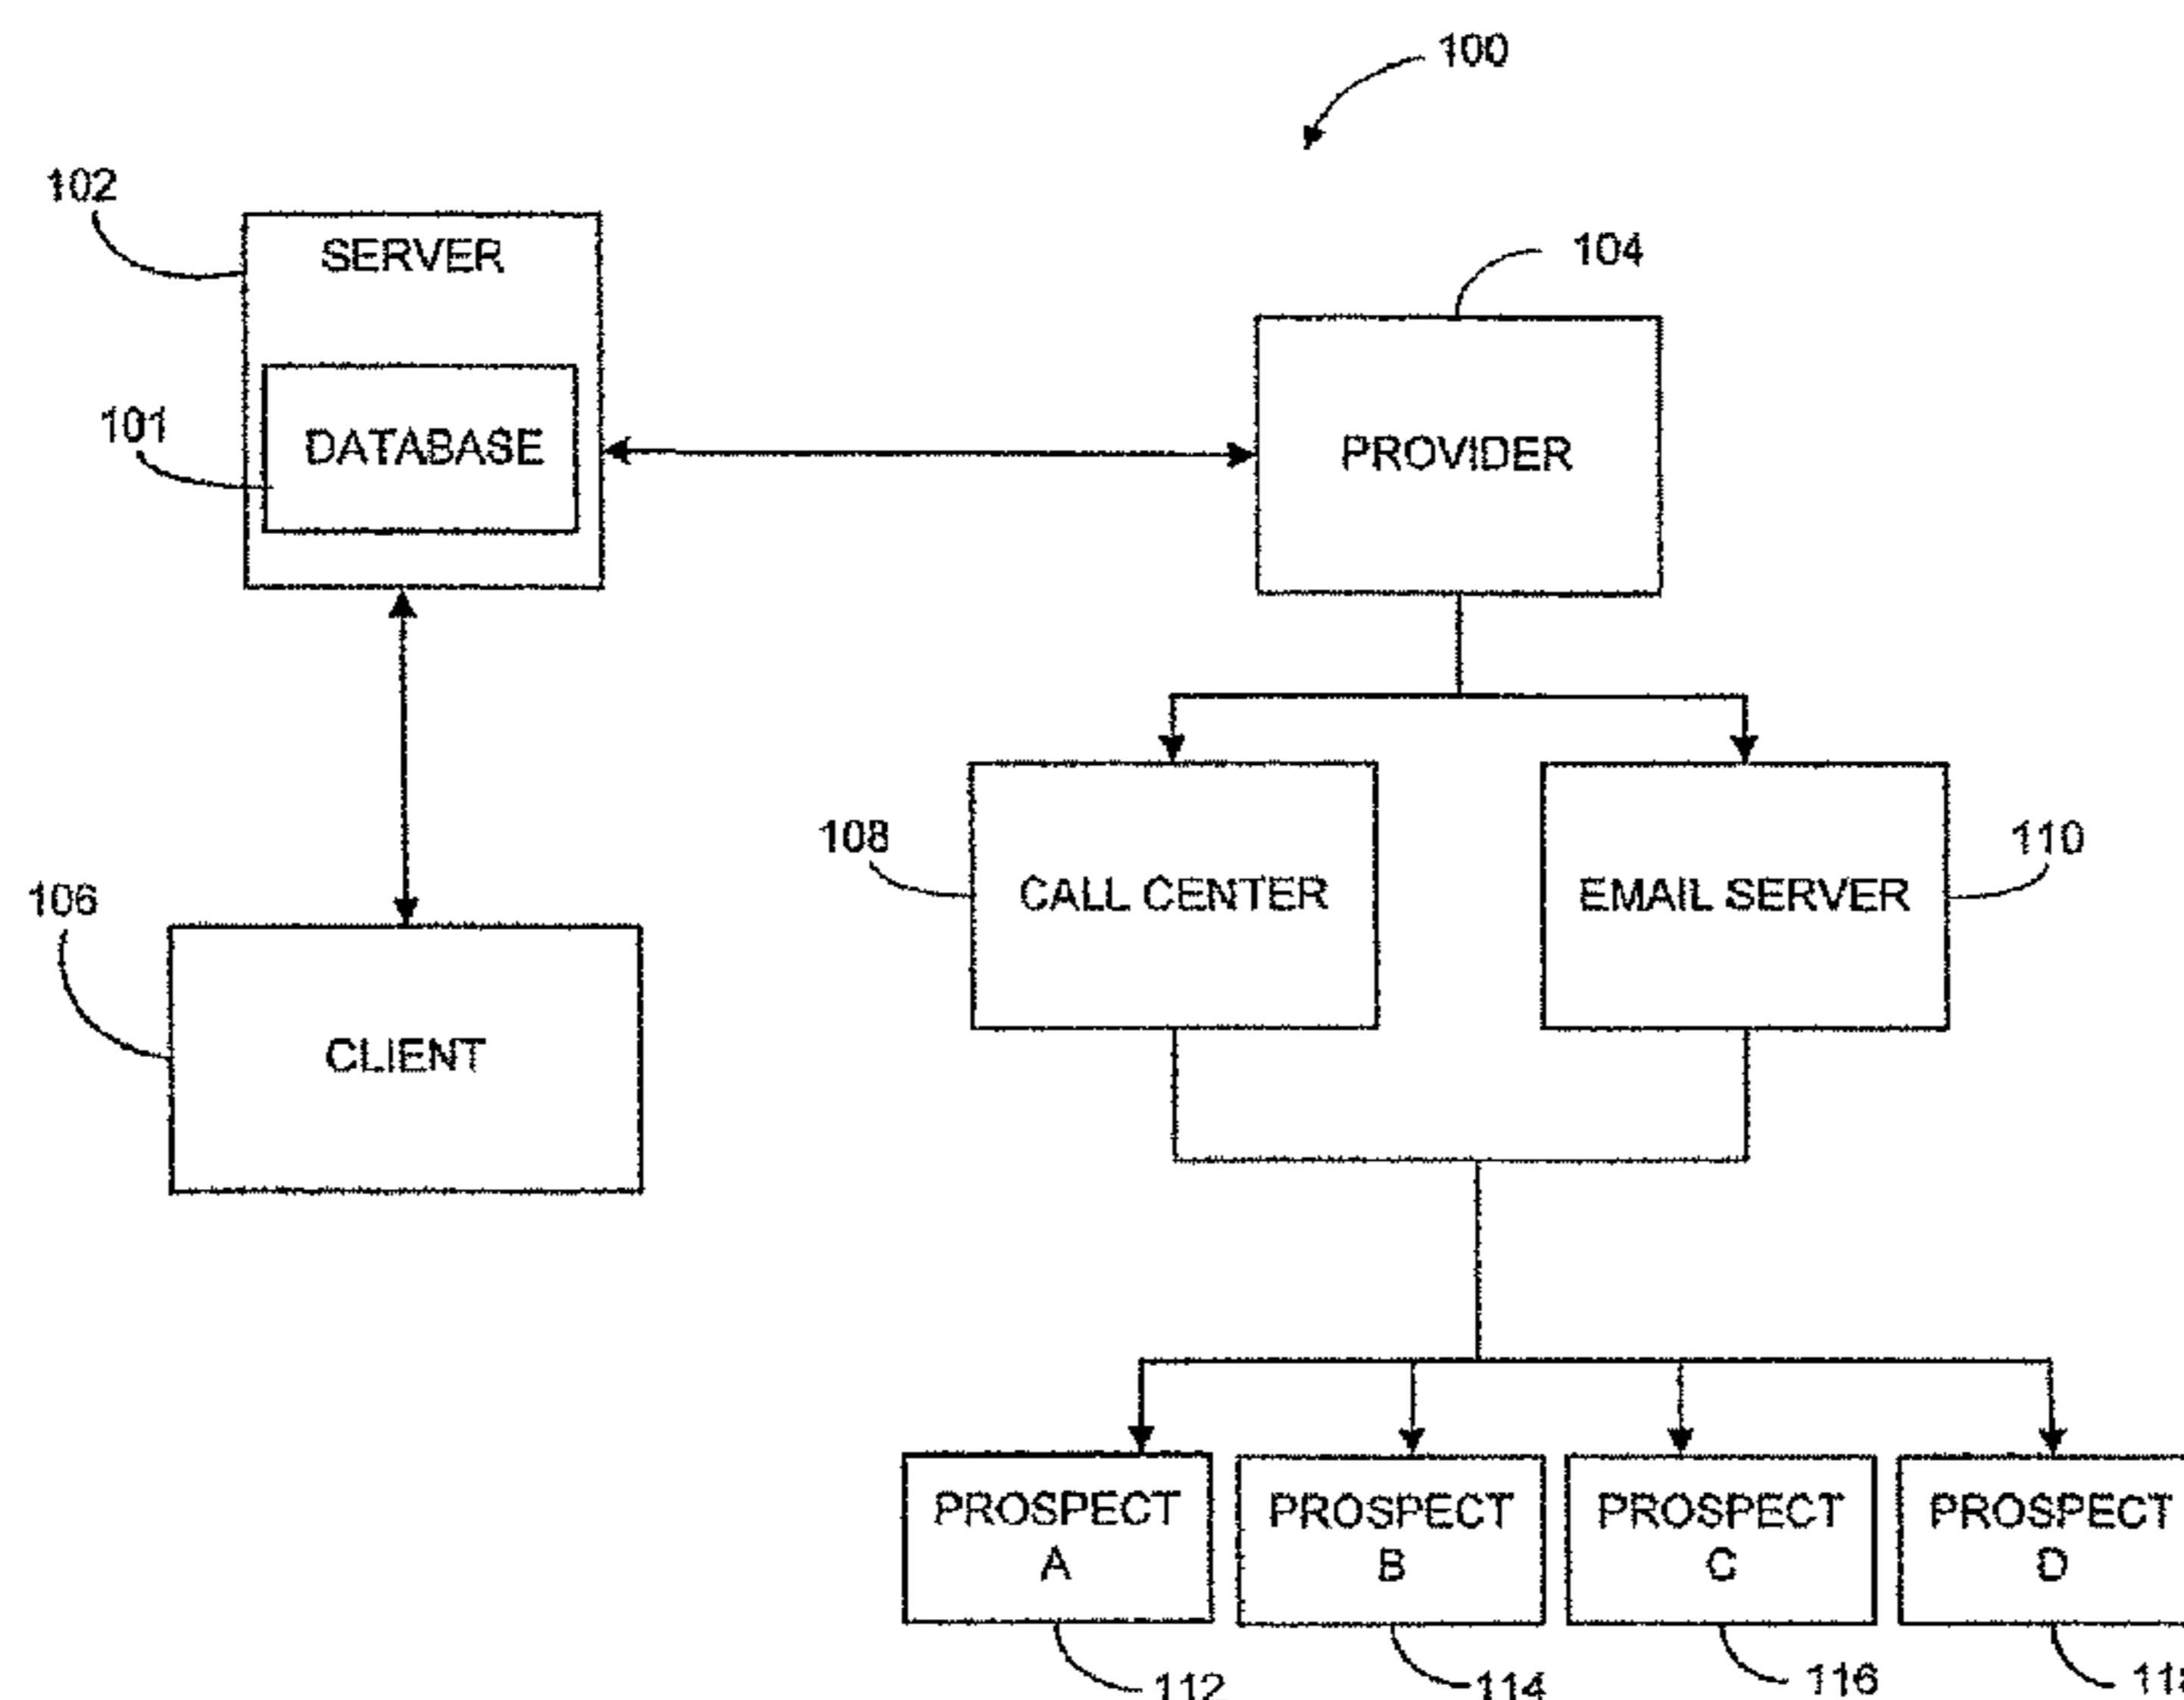 100
102
SERVER
104
101
DATABASE
PROVIDER
108
CALL CENTER
EMAIL SERVER
110
106
CLIENT
PROSPECT
A
PROSPECT
B
PROSPECT
C
PROSPECT
D
112
114
116